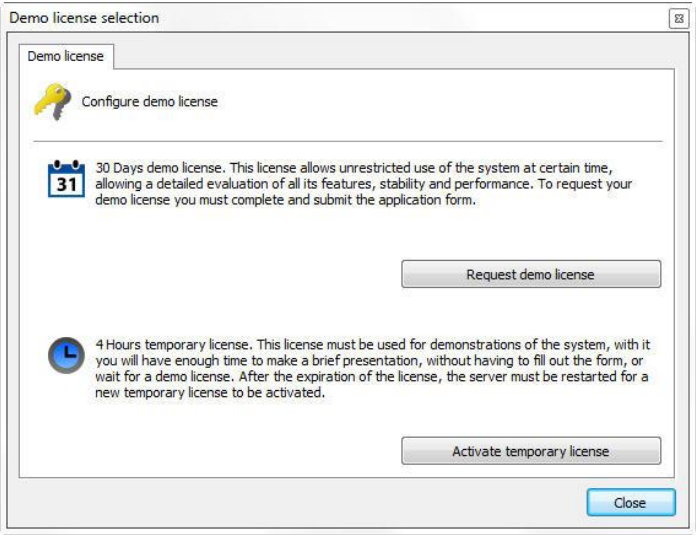 Demo license selection
Demo license
Configure demo license
31
30 Days demo license. This license allows unrestricted use of the system at certain time,
allowing a detailed evaluation of all its features, stability and performance. To request your
demo license you must complete and submit the application form.
Request demo license
4 Hours temporary license. This license must be used for demonstrations of the system, with it
you will have enough time to make a brief presentation, without having to fill out the form, or
wait for a demo license. After the expiration of the license, the server must be restarted for a
new temporary license to be activated.
Activate temporary license
Close